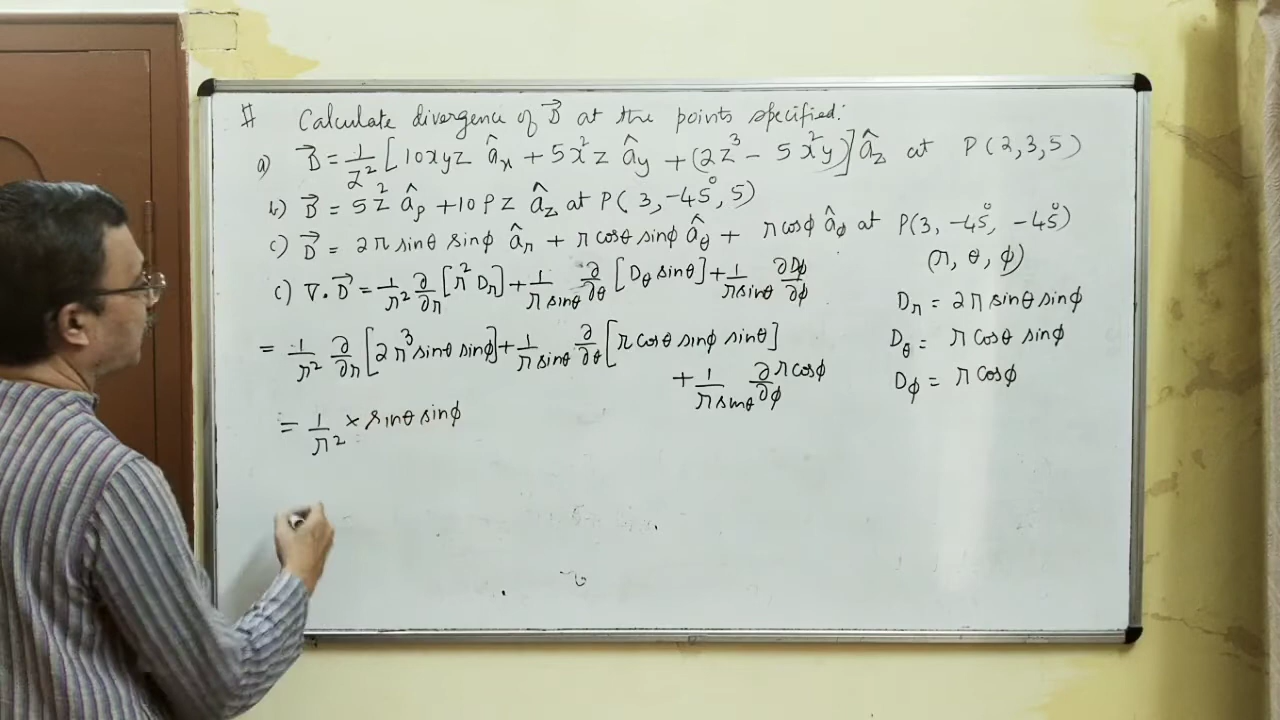 # Calculate divergence of D⃗ at the points specified:
a) D⃗ = 1/z² [10xyz âx + 5x²z ây + (2z³ - 5x²y)] âz at P(2,3,5)
b) D⃗ = 5z² âρ + 10ρz âz at P(3, -45°, 5)
c) D⃗ = 2r sinθ sinϕ âr + r cosθ sinϕ âθ + r cosϕ âϕ at P(3, -45°, -45°)
(r, θ, ϕ)
c) ∇.D⃗ = 1/r² ∂/∂r [r² Dr] + 1/r sinθ ∂/∂θ [Dθ sinθ] + 1/r sinθ ∂Dϕ/∂ϕ
Dr = 2r sinθ sinϕ
= 1/r² ∂/∂r [2r³ sinθ sinϕ] + 1/r sinθ ∂/∂θ [r cosθ sinϕ sinθ]
Dθ = r cosθ sinϕ
+ 1/r sinθ ∂/∂ϕ r cosϕ
Dϕ = r cosϕ
= 1/r² × sinθ sinϕ